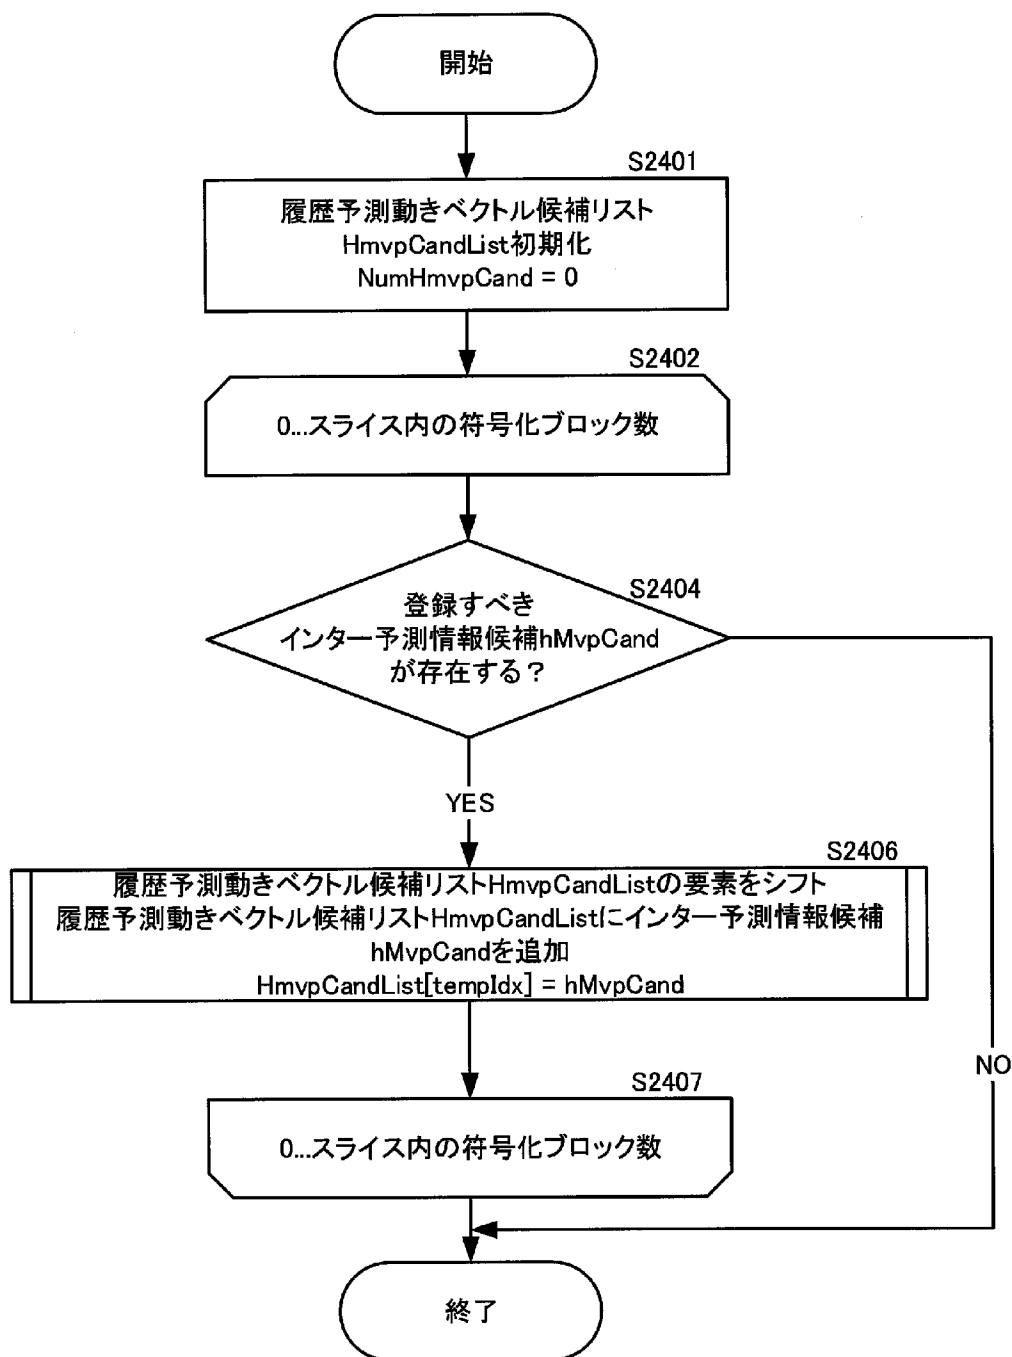 開始
S2401
履歴予測動きベクトル候補リスト
HmvpCandList初期化
NumHmvpCand = 0
S2402
0...スライス内の符号化ブロック数
S2404
登録すべき
インター予測情報候補hMvpCand
が存在する?
YES
S2406
履歴予測動きベクトル候補リストHmvpCandListの要素をシフト
履歴予測動きベクトル候補リストHmvpCandListにインター予測情報候補
hMvpCandを追加
HmvpCandList[tempIdx] = hMvpCand
NO
S2407
0...スライス内の符号化ブロック数
終了